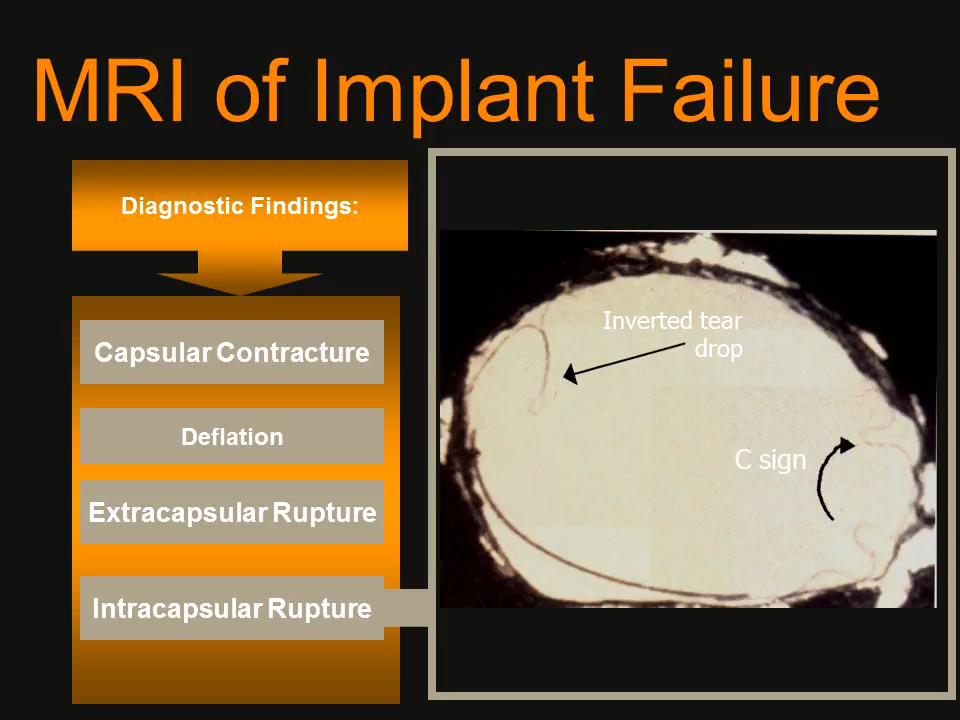 MRI of Implant Failure
Diagnostic Findings:
Capsular Contracture
Deflation
Extracapsular Rupture
Intracapsular Rupture
Inverted tear
drop
C sign